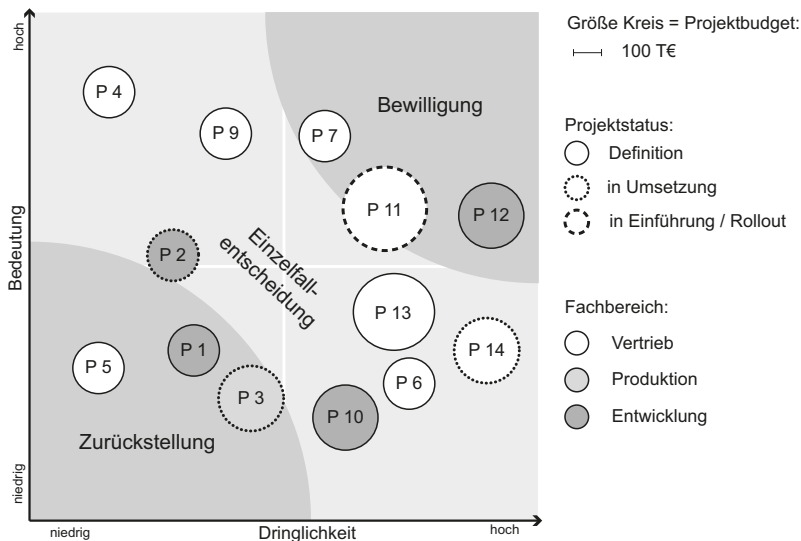 hoch
Bedeutung
niedrig
niedrig
Dringlichkeit
hoch
P 4
P 9
P 7
Bewilligung
P 11
P 12
P 2
Einzelfall-
entscheidung
P 13
P 14
P 1
P 5
P 3
P 6
P 10
Zurückstellung
Größe Kreis = Projektbudget:
100 T€
Projektstatus:
Definition
in Umsetzung
in Einführung / Rollout
Fachbereich:
Vertrieb
Produktion
Entwicklung